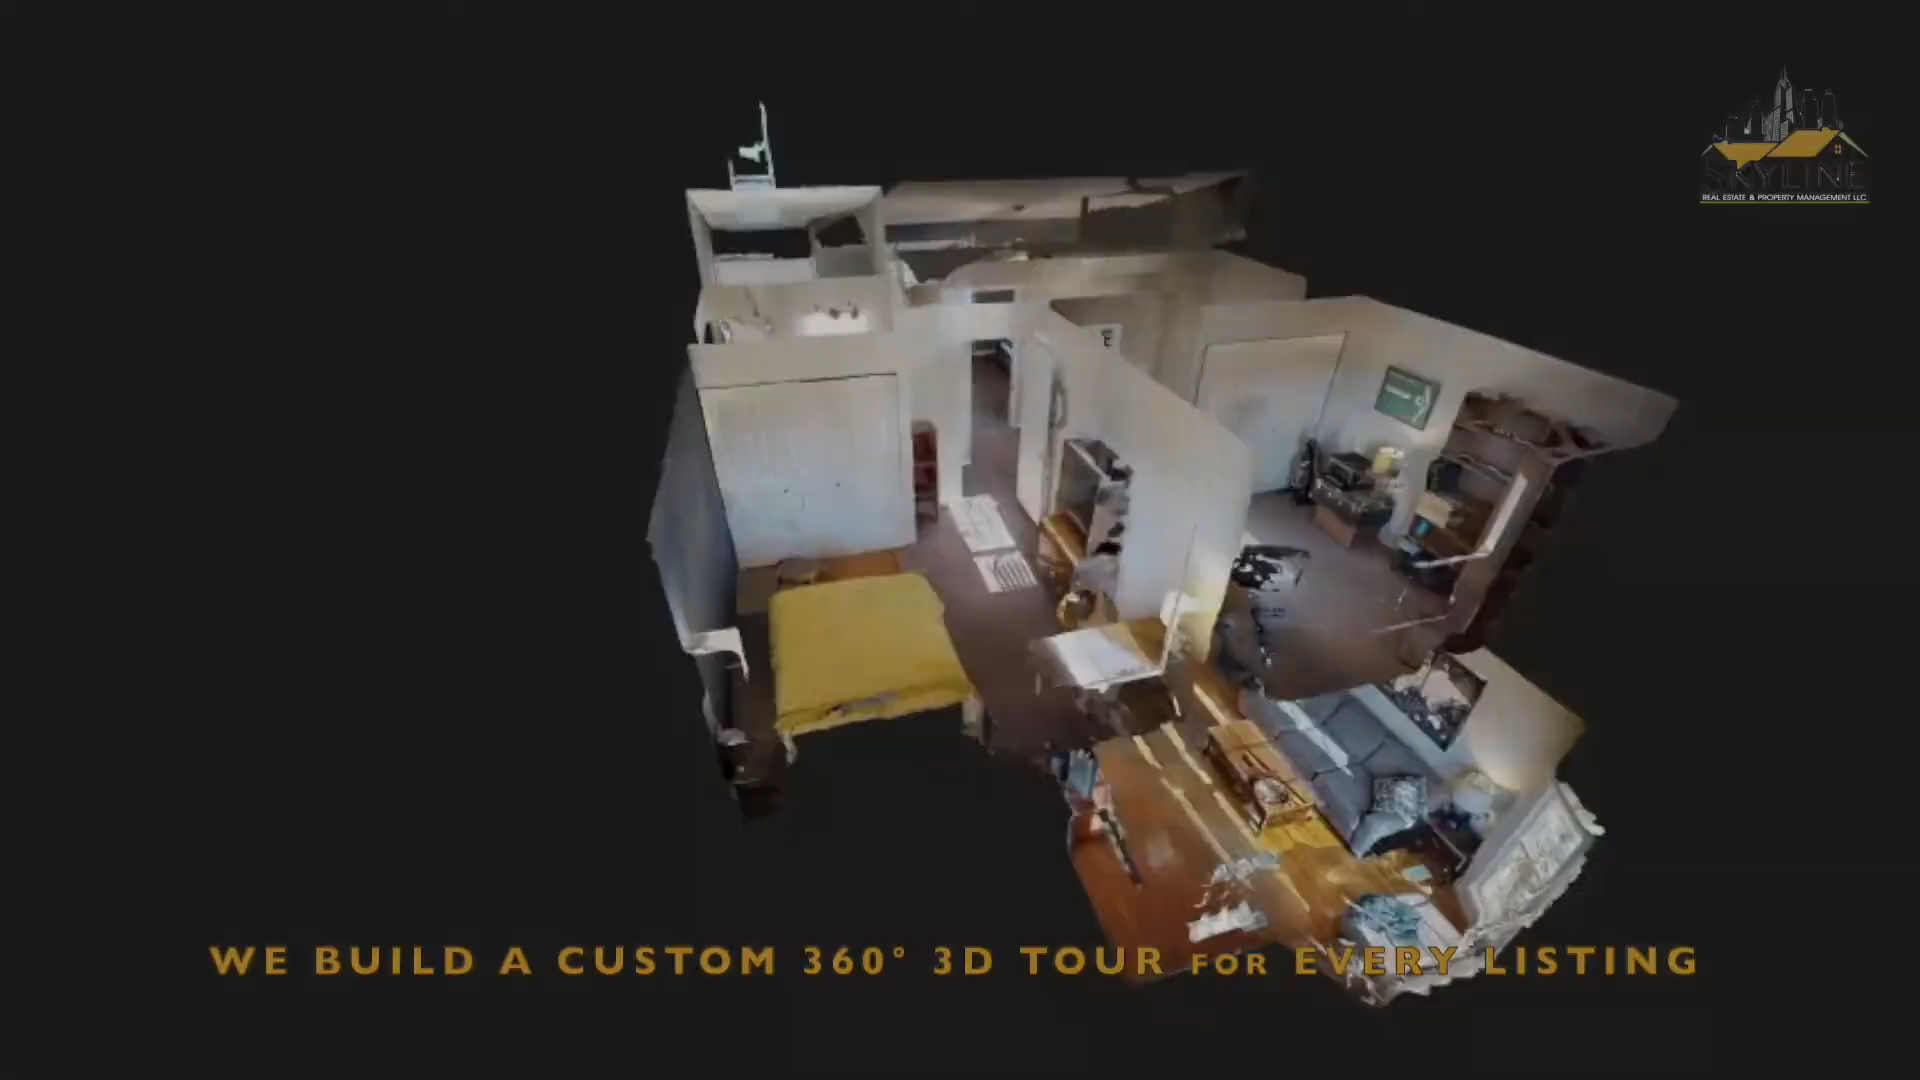 SKYLINE
REAL ESTATE & PROPERTY MANAGEMENT LLC
WE BUILD A CUSTOM 360° 3D TOUR FOR EVERY LISTING